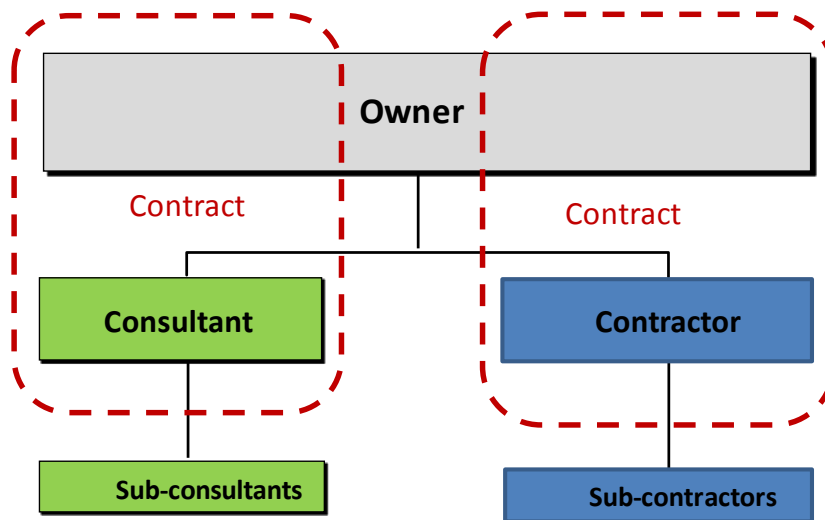 Owner
Contract
Contract
Consultant
Contractor
Sub-consultants
Sub-contractors